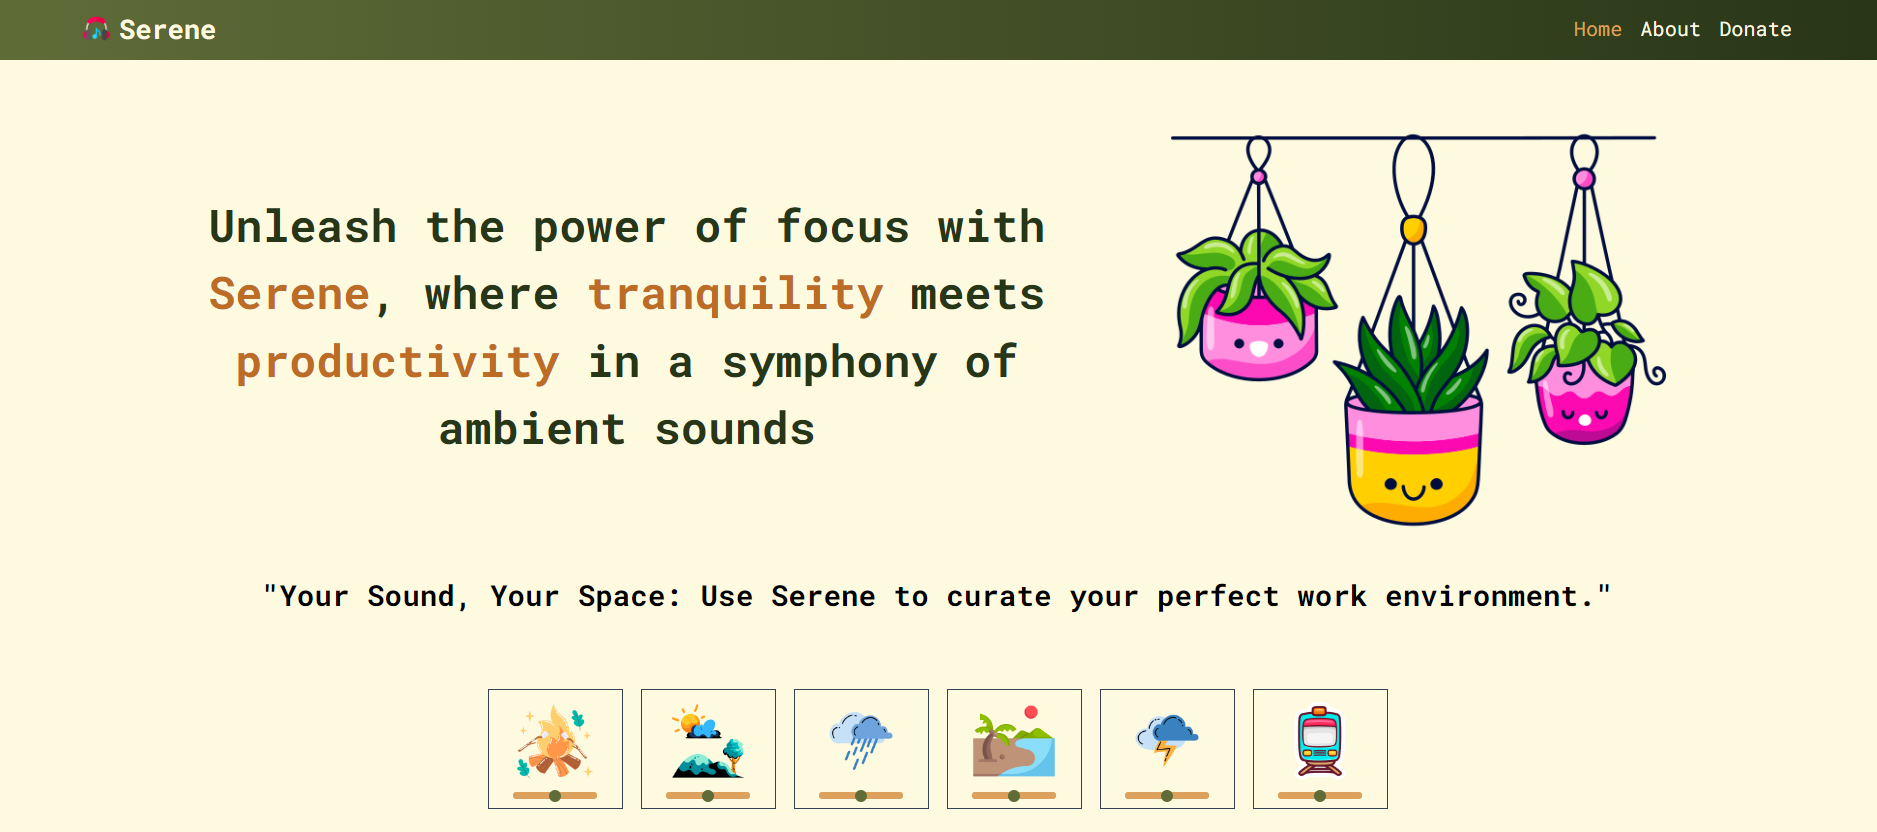 Serene
Home About Donate
Unleash the power of focus with
Serene, where tranquility meets
productivity in a symphony of
ambient sounds
"Your Sound, Your Space: Use Serene to curate your perfect work environment."